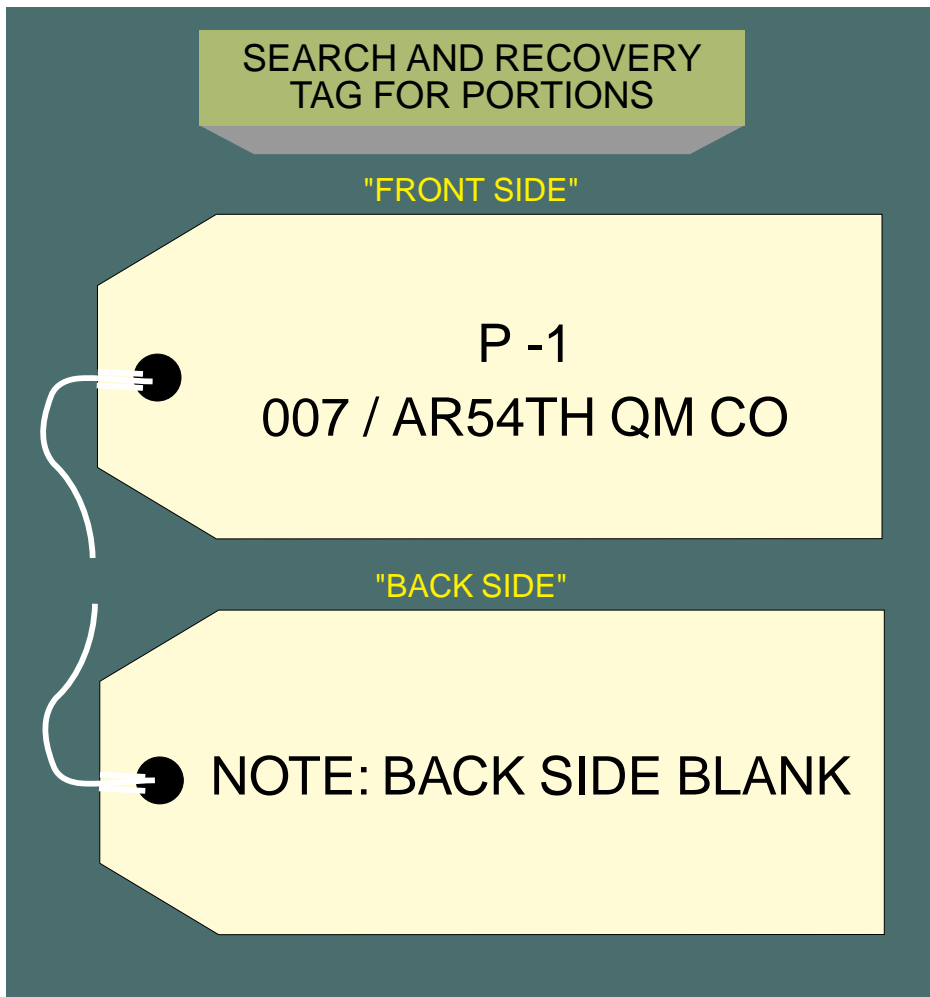 SEARCH AND RECOVERY
TAG FOR PORTIONS
"FRONT SIDE"
P -1
007 / AR54TH QM CO
"BACK SIDE"
NOTE: BACK SIDE BLANK